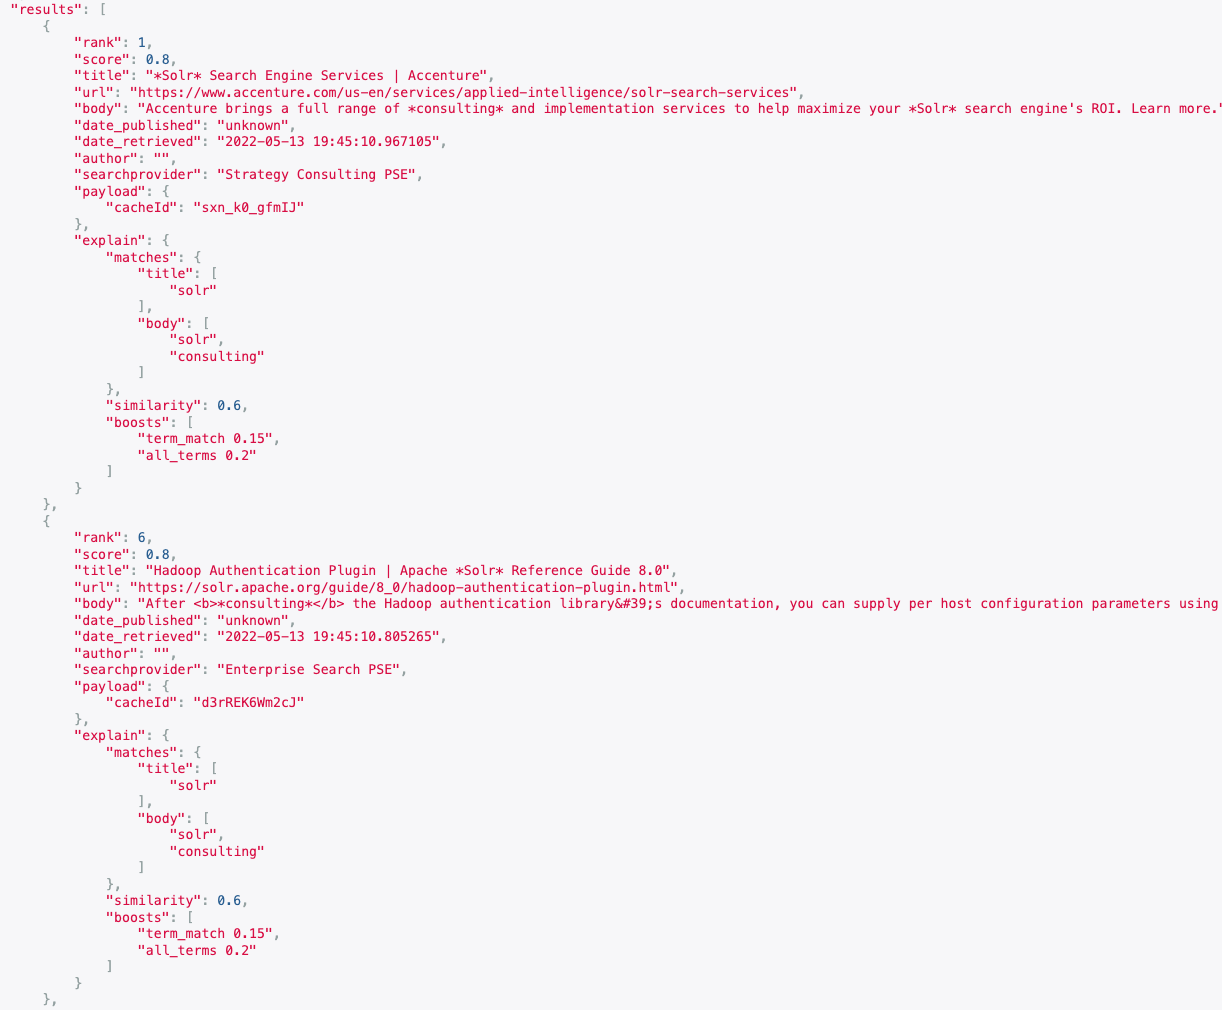 "results": [
    {
        "rank": 1,
        "score": 0.8,
        "title": "*Solr* Search Engine Services | Accenture",
        "url": "https://www.accenture.com/us-en/services/applied-intelligence/solr-search-services",
        "body": "Accenture brings a full range of *consulting* and implementation services to help maximize your *Solr* search engine's ROI. Learn more."
        "date_published": "unknown",
        "date_retrieved": "2022-05-13 19:45:10.967105",
        "author": "",
        "searchprovider": "Strategy Consulting PSE",
        "payload": {
            "cacheId": "sxn_k0_gfmIJ"
        },
        "explain": {
            "matches": {
                "title": [
                    "solr"
                ],
                "body": [
                    "solr",
                    "consulting"
                ]
            },
            "similarity": 0.6,
            "boosts": [
                "term_match 0.15",
                "all_terms 0.2"
            ]
        }
    },
    {
        "rank": 6,
        "score": 0.8,
        "title": "Hadoop Authentication Plugin | Apache *Solr* Reference Guide 8.0",
        "url": "https://solr.apache.org/guide/8_0/hadoop-authentication-plugin.html",
        "body": "After <b>*consulting*</b> the Hadoop authentication library&#39;s documentation, you can supply per host configuration parameters using
        "date_published": "unknown",
        "date_retrieved": "2022-05-13 19:45:10.805265",
        "author": "",
        "searchprovider": "Enterprise Search PSE",
        "payload": {
            "cacheId": "d3rREK6Wm2cJ"
        },
        "explain": {
            "matches": {
                "title": [
                    "solr"
                ],
                "body": [
                    "solr",
                    "consulting"
                ]
            },
            "similarity": 0.6,
            "boosts": [
                "term_match 0.15",
                "all_terms 0.2"
            ]
        }
    },